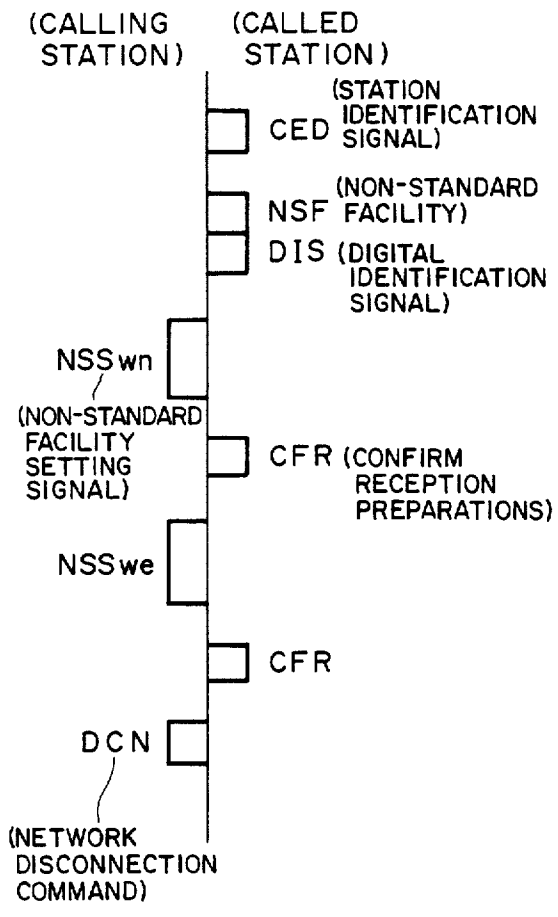 (CALLING STATION)
(CALLED STATION)
CED (STATION IDENTIFICATION SIGNAL)
NSF (NON-STANDARD FACILITY)
DIS (DIGITAL IDENTIFICATION SIGNAL)
NSSwn
(NON-STANDARD FACILITY SETTING SIGNAL)
CFR (CONFIRM RECEPTION PREPARATIONS)
NSSwe
CFR
DCN
(NETWORK DISCONNECTION COMMAND)